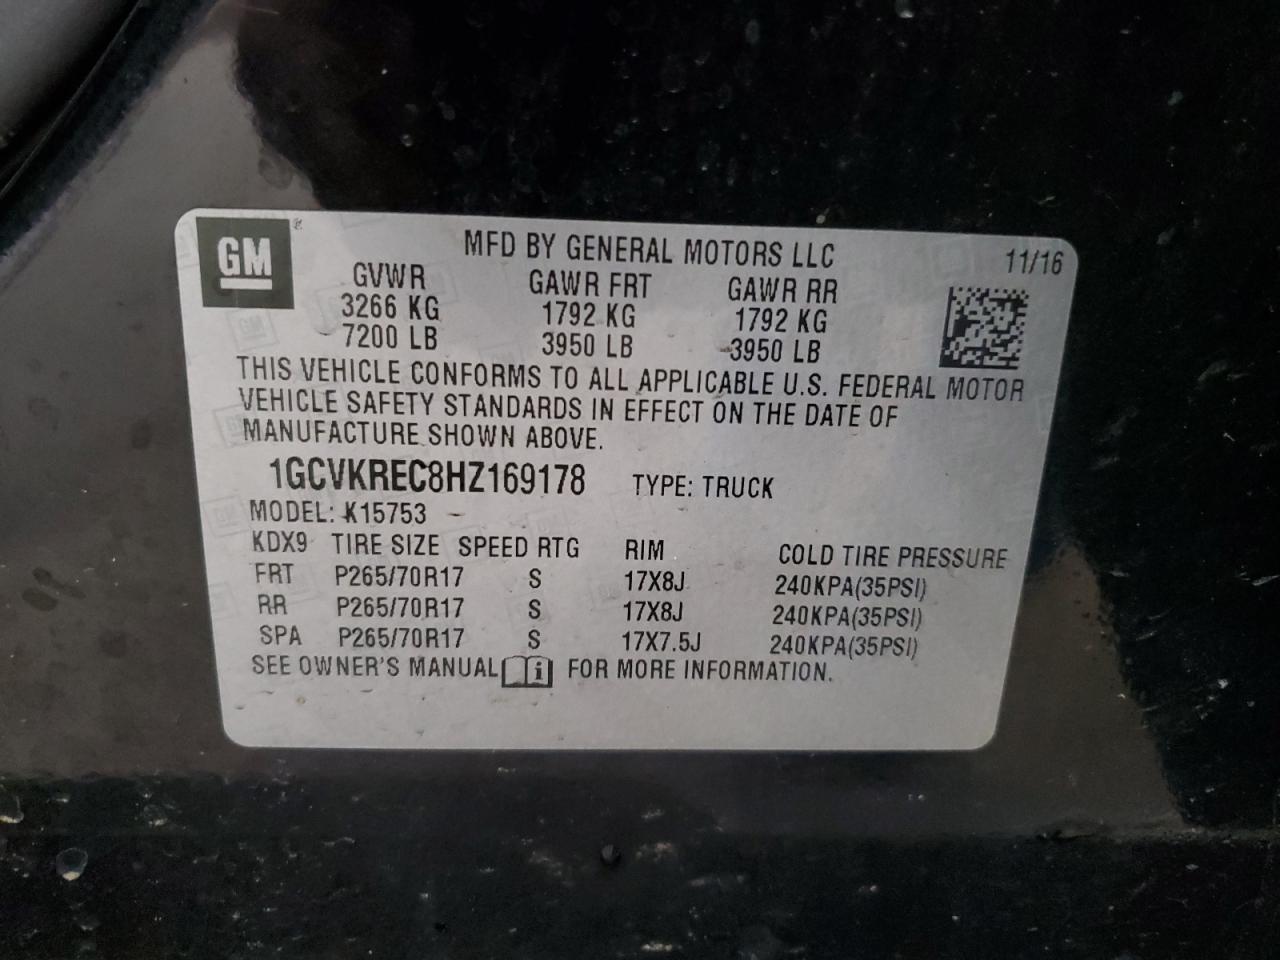 GM
MFD BY GENERAL MOTORS LLC 11/16
GVWR GAWR FRT GAWR RR
3266 KG 1792 KG 1792 KG
7200 LB 3950 LB 3950 LB
THIS VEHICLE CONFORMS TO ALL APPLICABLE U.S. FEDERAL MOTOR
VEHICLE SAFETY STANDARDS IN EFFECT ON THE DATE OF
MANUFACTURE SHOWN ABOVE.
1GCVKREC8HZ169178 TYPE: TRUCK
MODEL: K15753
KDX9 TIRE SIZE SPEED RTG RIM COLD TIRE PRESSURE
FRT P265/70R17 S 17X8J 240KPA(35PSI)
RR P265/70R17 S 17X8J 240KPA(35PSI)
SPA P265/70R17 S 17X7.5J 240KPA(35PSI)
SEE OWNER'S MANUAL i FOR MORE INFORMATION.